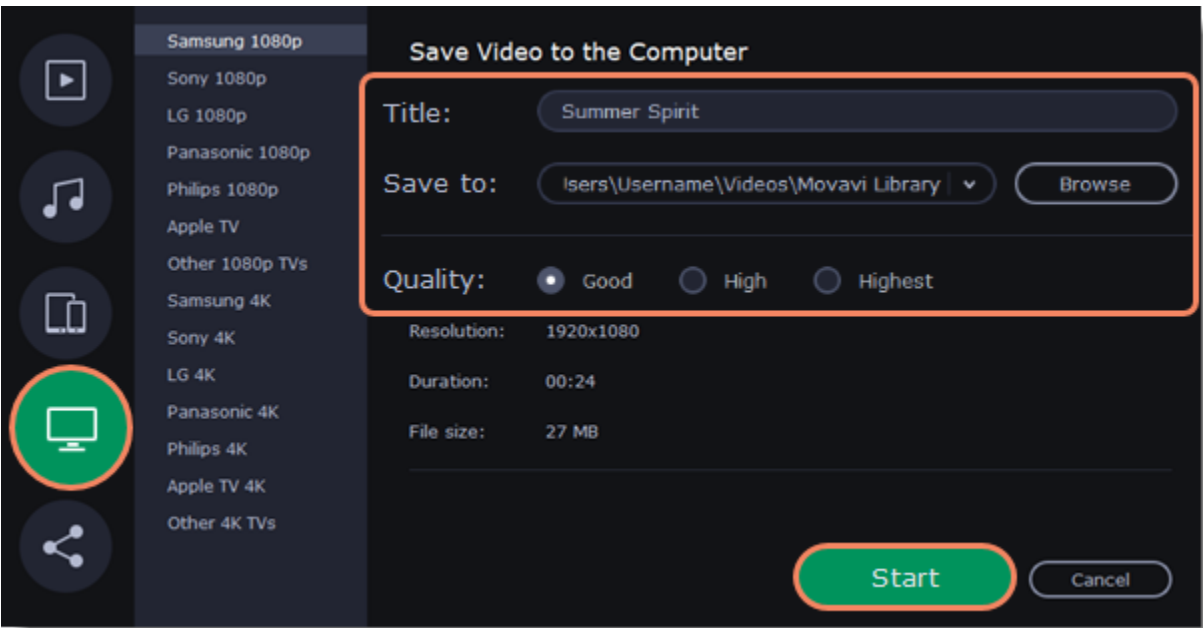 Samsung 1080p
Sony 1080p
LG 1080p
Panasonic 1080p
Philips 1080p
Apple TV
Other 1080p TVs
Samsung 4K
Sony 4K
LG 4K
Panasonic 4K
Philips 4K
Apple TV 4K
Other 4K TVs
Save Video to the Computer
Title: Summer Spirit
Save to: sers\Username\Videos\Movavi Library Browse
Quality: Good High Highest
Resolution: 1920x1080
Duration: 00:24
File size: 27 MB
Start Cancel